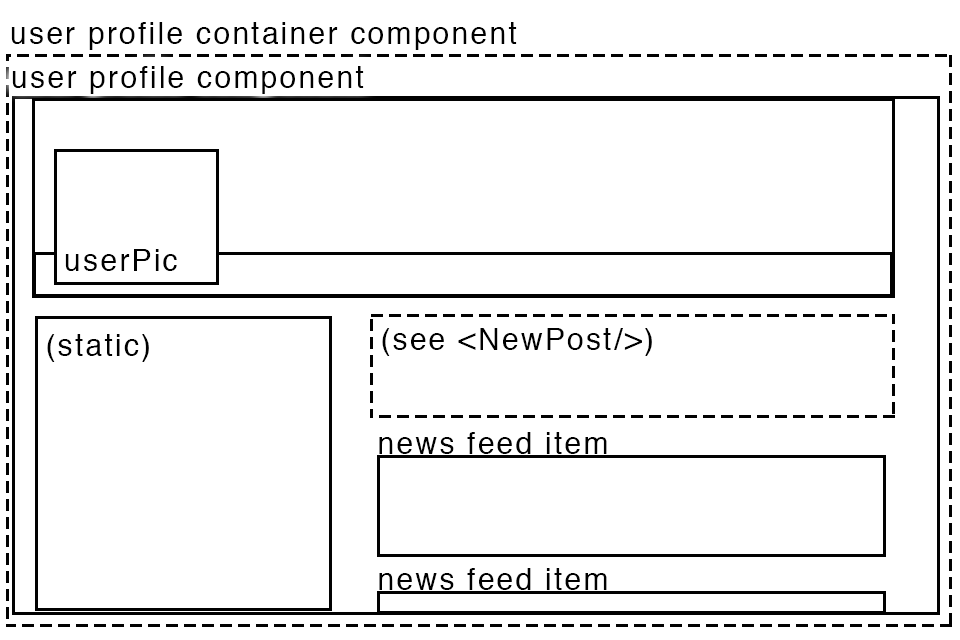 user profile container component
user profile component
userPic
(static)
(see <NewPost/>)
news feed item
news feed item